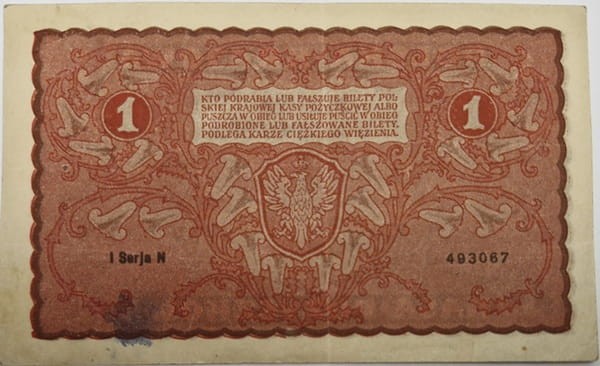 KTO PODRABIA LUB FAŁSZUJE BILETY POL
SKIEJ KRAJOWEJ KASY POŻYCZKOWEJ ALBO
PUSZCZA W OBIEG LUB USIŁUJE PUŚCIĆ W OBIEG
PODROBIONE LUB FAŁSZOWANE BILETY,
PODLEGA KARZE CIĘŻKIEGO WIĘZIENIA.
1
1
I Serja N
493067